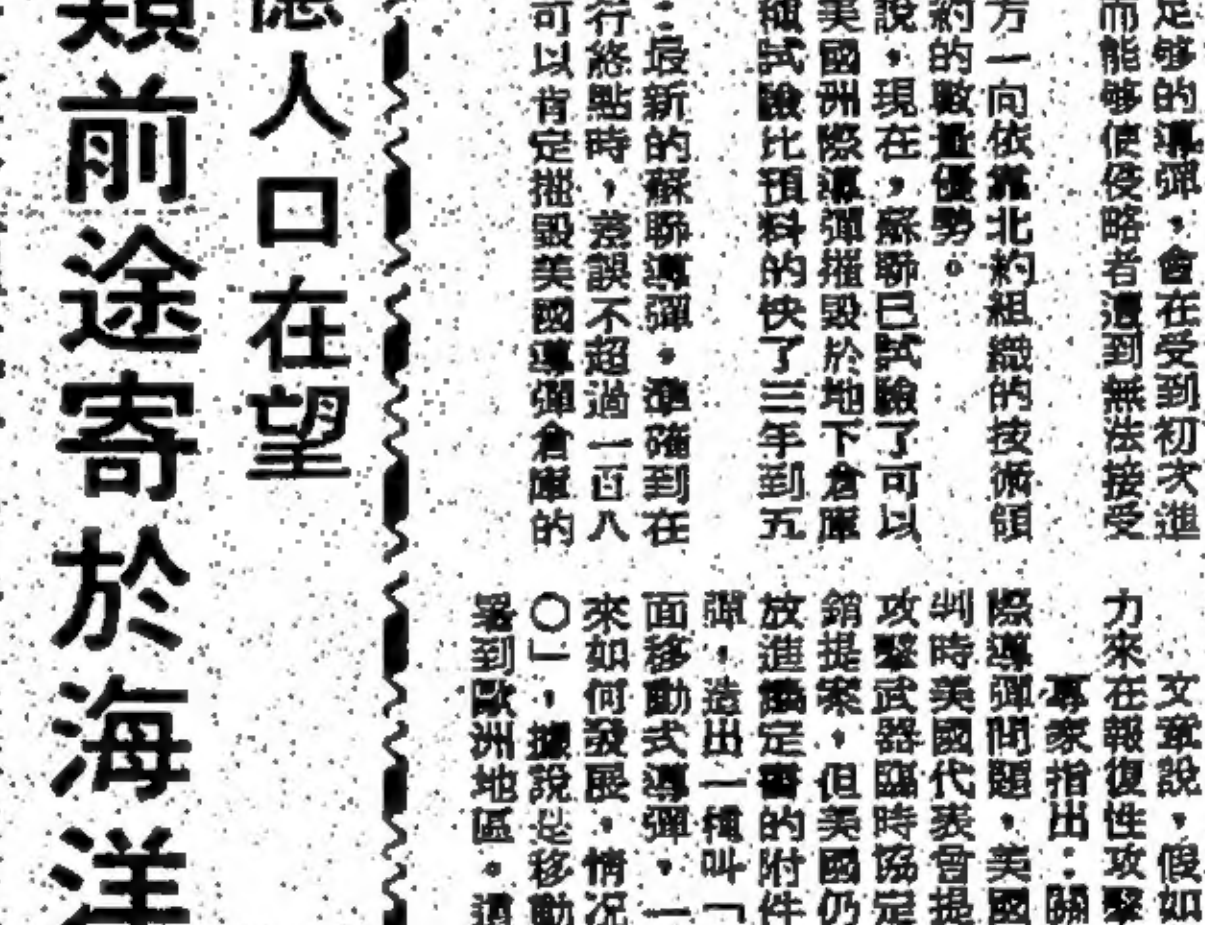 足够的導彈，會在受到初次進
而能够使侵略者遭到無法接受
方一向依靠北約組織的技術領
約的數量優勢。
說，現在，蘇聯已試驗了可以
美國洲際導彈摧毀於地下倉庫
種試驗比預料的快了三年到五
：最新的蘇聯導彈，準確到在
行終點時，差誤不超過一百八
可以肯定摧毀美國導彈倉庫的
文章說，假如
力來在報復性攻擊
專家指出：關
際導彈問題，美國
判時美國代表曾提
攻擊武器臨時協定
銷提案，但美國仍
放進協定書的附件
彈，造出一種叫「
面移動式導彈，一
來如何發展，情況
〇」，據說是移動
署到歐洲地區。這
億人口在望
類前途寄於海洋